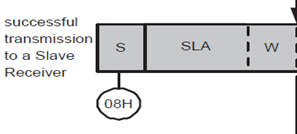 successful
transmission
to a Slave
Receiver
S SLA W
08H